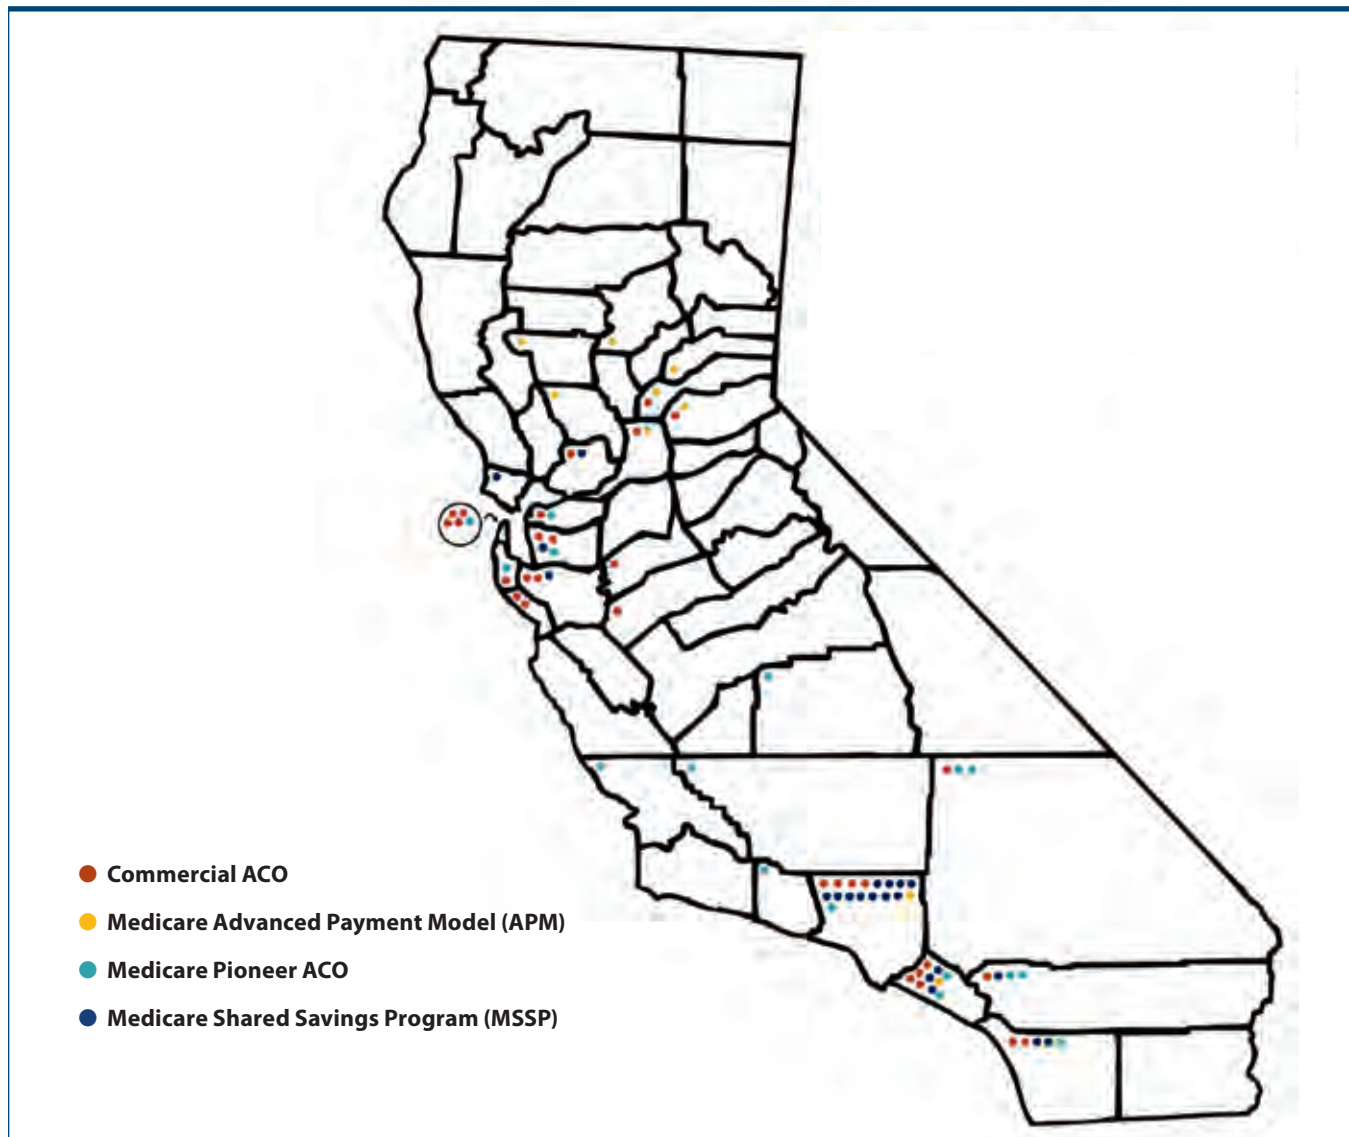 Commercial ACO
Medicare Advanced Payment Model (APM)
Medicare Pioneer ACO
Medicare Shared Savings Program (MSSP)